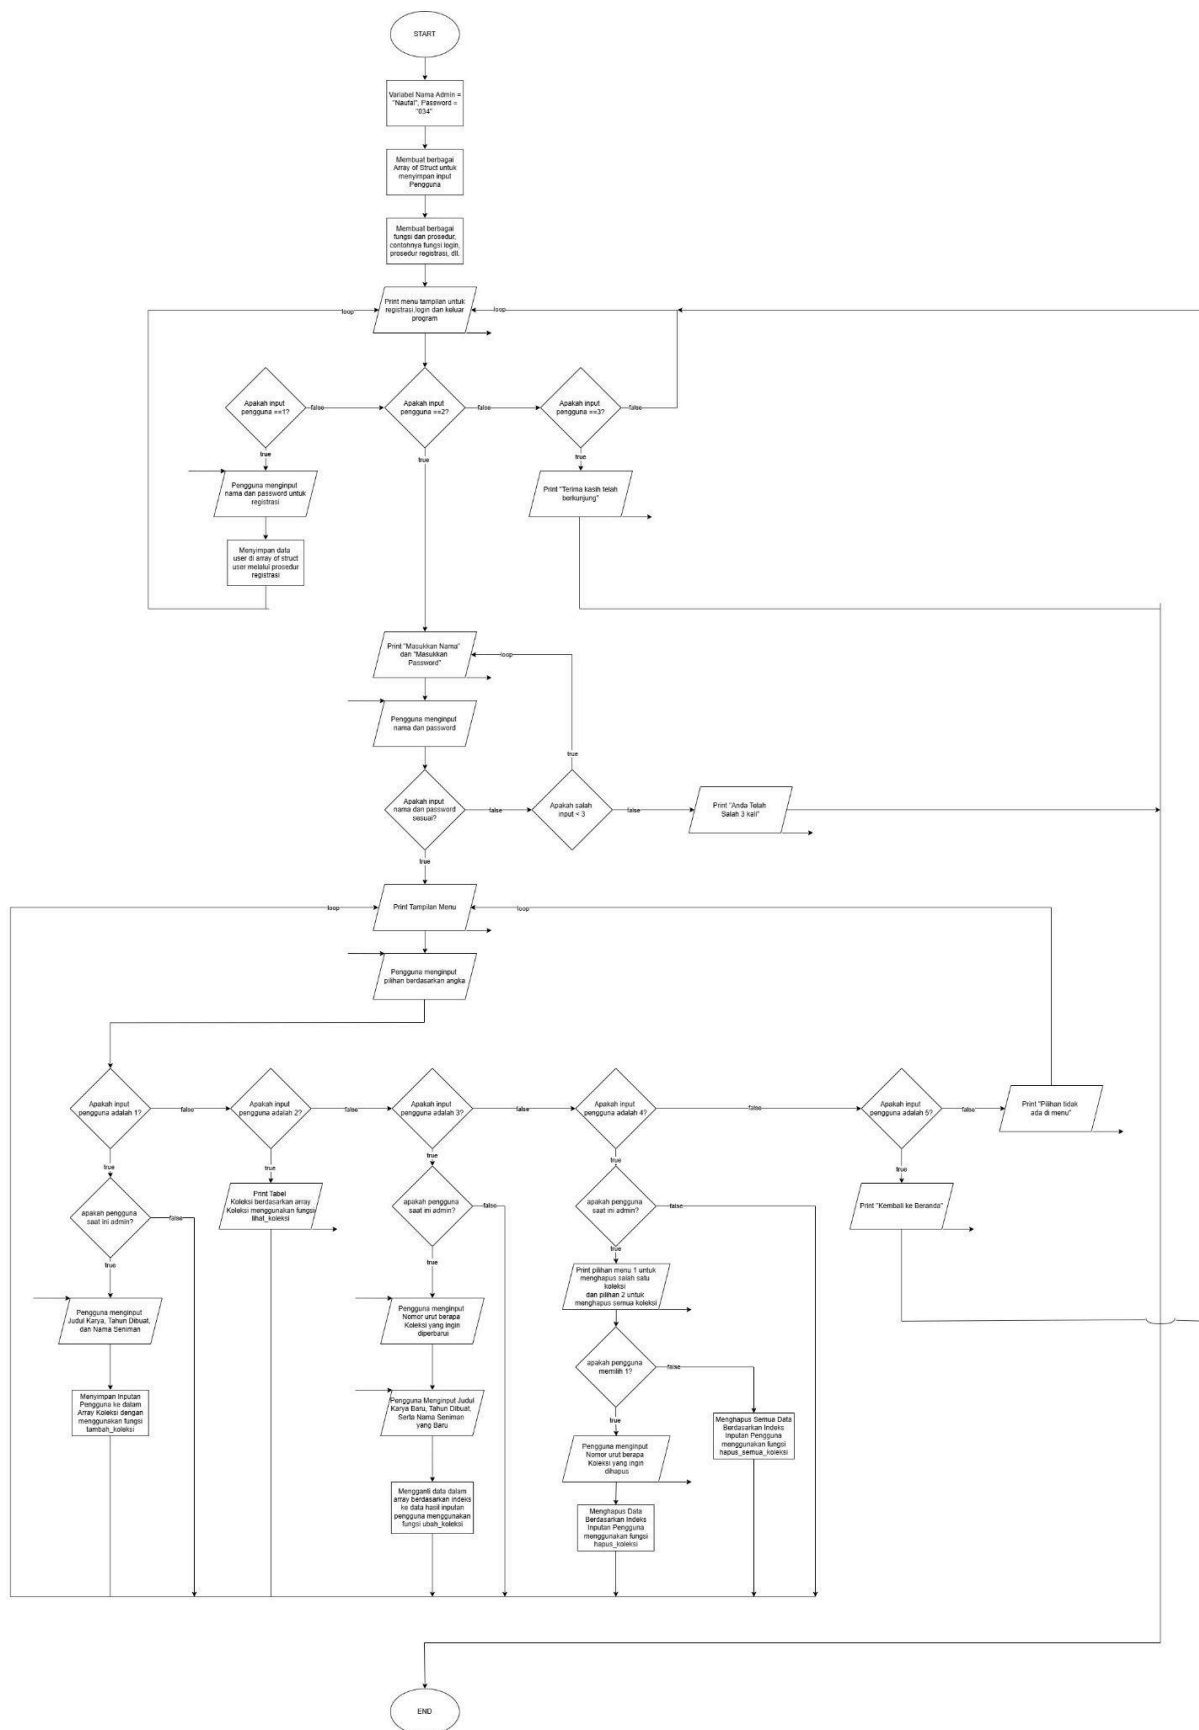 START
Variabel Nama Admin =
"Naufal", Password =
"034"
Membuat berbagai
Array of Struct untuk
menyimpan input
Pengguna
Membuat berbagai
fungsi dan prosedur,
contohnya fungsi login,
prosedur registrasi, dll.
Print menu tampilan untuk
registrasi,login dan keluar
program
loop
loop
Apakah input
pengguna ==1?
false
Apakah input
pengguna ==2?
false
Apakah input
pengguna ==3?
false
true
true
true
Pengguna menginput
nama dan password untuk
registrasi
Print "Terima kasih telah
berkunjung"
Menyimpan data
user di array of struct
user melalui prosedur
registrasi
Print "Masukkan Nama"
dan "Masukkan
Password"
loop
Pengguna menginput
nama dan password
true
Apakah input
nama dan password
sesuai?
false
Apakah salah
input < 3
false
Print "Anda Telah
Salah 3 kali"
true
loop
Print Tampilan Menu
loop
Pengguna menginput
pilihan berdasarkan angka
Apakah input
pengguna adalah 1?
false
Apakah input
pengguna adalah 2?
false
Apakah input
pengguna adalah 3?
false
Apakah input
pengguna adalah 4?
false
Apakah input
pengguna adalah 5?
false
Print "Pilihan tidak
ada di menu"
true
true
true
true
true
apakah pengguna
saat ini admin?
false
Print Tabel
Koleksi berdasarkan array
Koleksi menggunakan fungsi
lihat_koleksi
apakah pengguna
saat ini admin?
false
apakah pengguna
saat ini admin?
false
Print "Kembali ke Beranda"
true
true
true
Pengguna menginput
Judul Karya, Tahun Dibuat,
dan Nama Seniman
Pengguna menginput
Nomor urut berapa
Koleksi yang ingin
diperbarui
Print pilihan menu 1 untuk
menghapus salah satu
koleksi
dan pilihan 2 untuk
menghapus semua koleksi
apakah pengguna
memilih 1?
false
true
Menyimpan Inputan
Pengguna ke dalam
Array Koleksi dengan
menggunakan fungsi
tambah_koleksi
Pengguna Menginput Judul
Karya Baru, Tahun Dibuat,
Serta Nama Seniman
yang Baru
Pengguna menginput
Nomor urut berapa
Koleksi yang ingin
dihapus
Menghapus Semua Data
Berdasarkan Indeks
Inputan Pengguna
menggunakan fungsi
hapus_semua_koleksi
Mengganti data dalam
array berdasarkan indeks
ke data hasil inputan
pengguna menggunakan
fungsi ubah_koleksi
Menghapus Data
Berdasarkan Indeks
Inputan Pengguna
menggunakan fungsi
hapus_koleksi
END